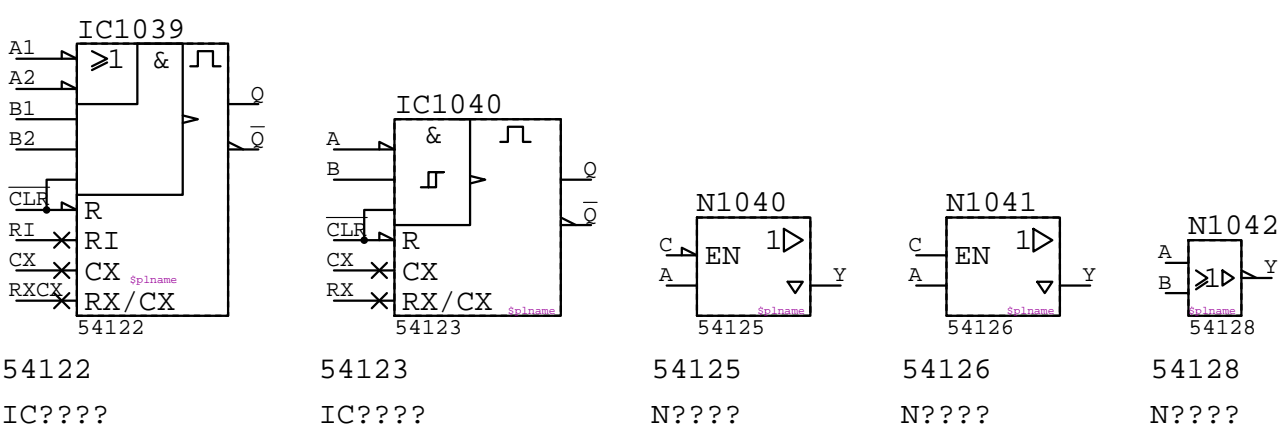 IC1039
A1
A2
B1
B2
CLR
RI
CX
RXCX
≥1
&
R
RI
CX
RX/CX
$plname
Q
Q
54122
IC1040
A
B
CLR
CX
RX
&
R
CX
RX/CX
$plname
Q
Q
54123
N1040
C
A
EN
1
Y
$plname
54125
N1041
C
A
EN
1
Y
$plname
54126
N1042
A
B
≥1
Y
$plname
54128
54122
54123
54125
54126
54128
IC????
IC????
N????
N????
N????